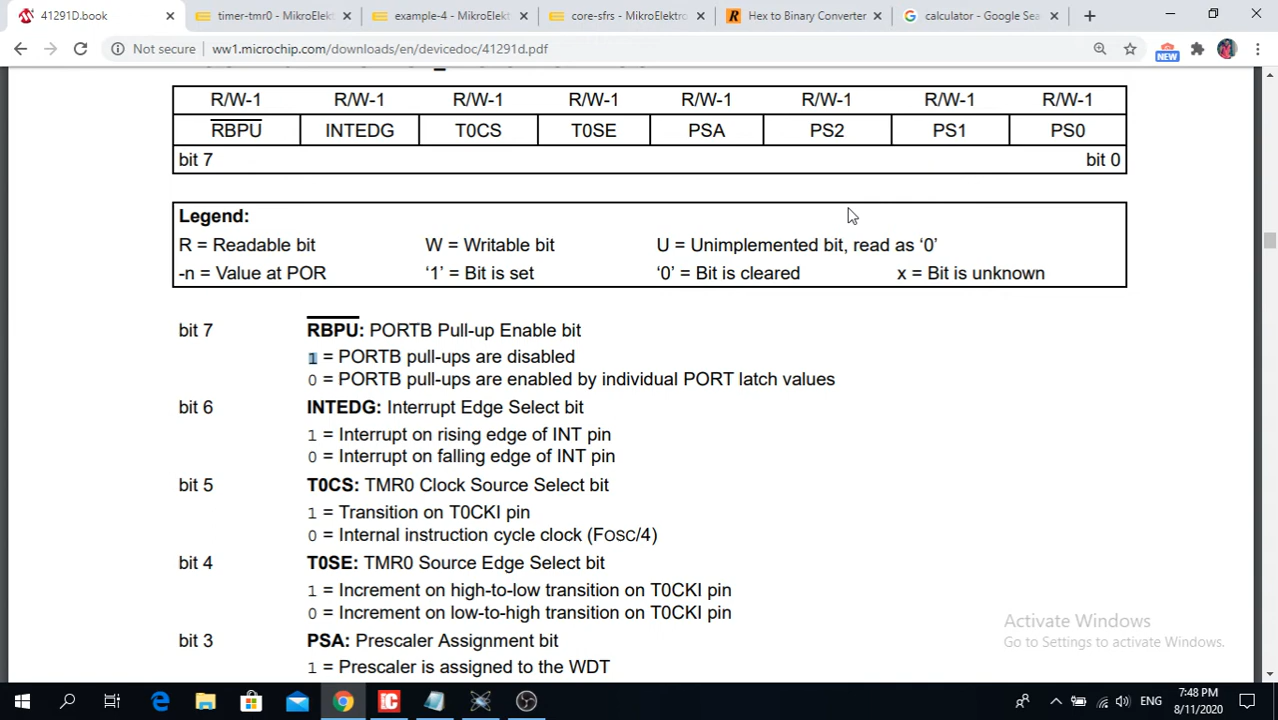 41291D.book
timer-tmr0 - MikroElekt
example-4 - MikroElekt
core-sfrs - MikroElektro
Hex to Binary Converter
calculator - Google Sea
Not secure
ww1.microchip.com/downloads/en/devicedoc/41291d.pdf
NEW
R/W-1 R/W-1 R/W-1 R/W-1 R/W-1 R/W-1 R/W-1 R/W-1
RBPU INTEDG T0CS T0SE PSA PS2 PS1 PS0
bit 7 bit 0
Legend:
R = Readable bit W = Writable bit U = Unimplemented bit, read as ‘0’
-n = Value at POR ‘1’ = Bit is set ‘0’ = Bit is cleared x = Bit is unknown
bit 7 RBPU: PORTB Pull-up Enable bit
1 = PORTB pull-ups are disabled
0 = PORTB pull-ups are enabled by individual PORT latch values
bit 6 INTEDG: Interrupt Edge Select bit
1 = Interrupt on rising edge of INT pin
0 = Interrupt on falling edge of INT pin
bit 5 T0CS: TMR0 Clock Source Select bit
1 = Transition on T0CKI pin
0 = Internal instruction cycle clock (FOSC/4)
bit 4 T0SE: TMR0 Source Edge Select bit
1 = Increment on high-to-low transition on T0CKI pin
0 = Increment on low-to-high transition on T0CKI pin
bit 3 PSA: Prescaler Assignment bit
1 = Prescaler is assigned to the WDT
Activate Windows
Go to Settings to activate Windows.
ENG
7:48 PM
8/11/2020